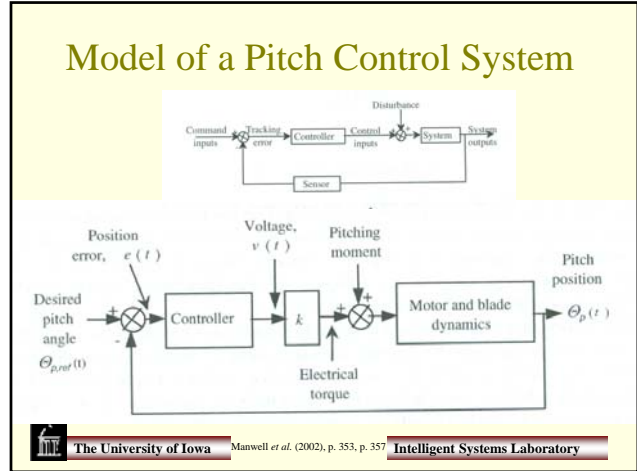 Model of a Pitch Control System
Disturbance
Command
inputs
+
-
Tracking
error
Controller
Control
inputs
+
+
System
System
outputs
Sensor
Position
error, e(t)
Voltage,
v(t)
Pitching
moment
Pitch
position
Desired
pitch
angle
Θp,ref(t)
+
-
Controller
k
+
+
Motor and blade
dynamics
Θp(t)
Electrical
torque
The University of Iowa
Manwell et al. (2002), p. 353, p. 357
Intelligent Systems Laboratory